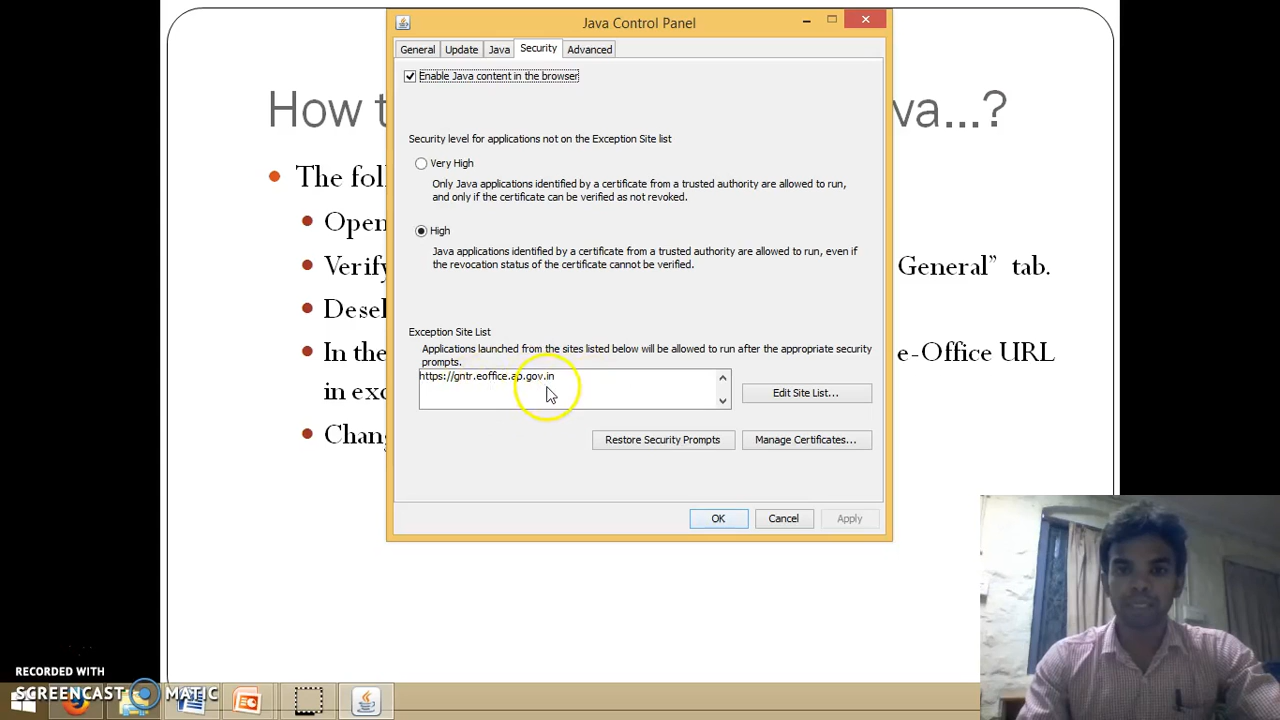 Java Control Panel
General Update Java Security Advanced
Enable Java content in the browser
How t va...?
Security level for applications not on the Exception Site list
Very High
The fol
Only Java applications identified by a certificate from a trusted authority are allowed to run,
and only if the certificate can be verified as not revoked.
Open
High
Java applications identified by a certificate from a trusted authority are allowed to run, even if
the revocation status of the certificate cannot be verified.
Verify General” tab.
Desel
Exception Site List
Applications launched from the sites listed below will be allowed to run after the appropriate security
prompts.
In the e-Office URL
https://gntr.eoffice.ap.gov.in
in exc
Edit Site List...
Chang
Restore Security Prompts Manage Certificates...
OK Cancel Apply
RECORDED WITH
SCREENCAST MATIC